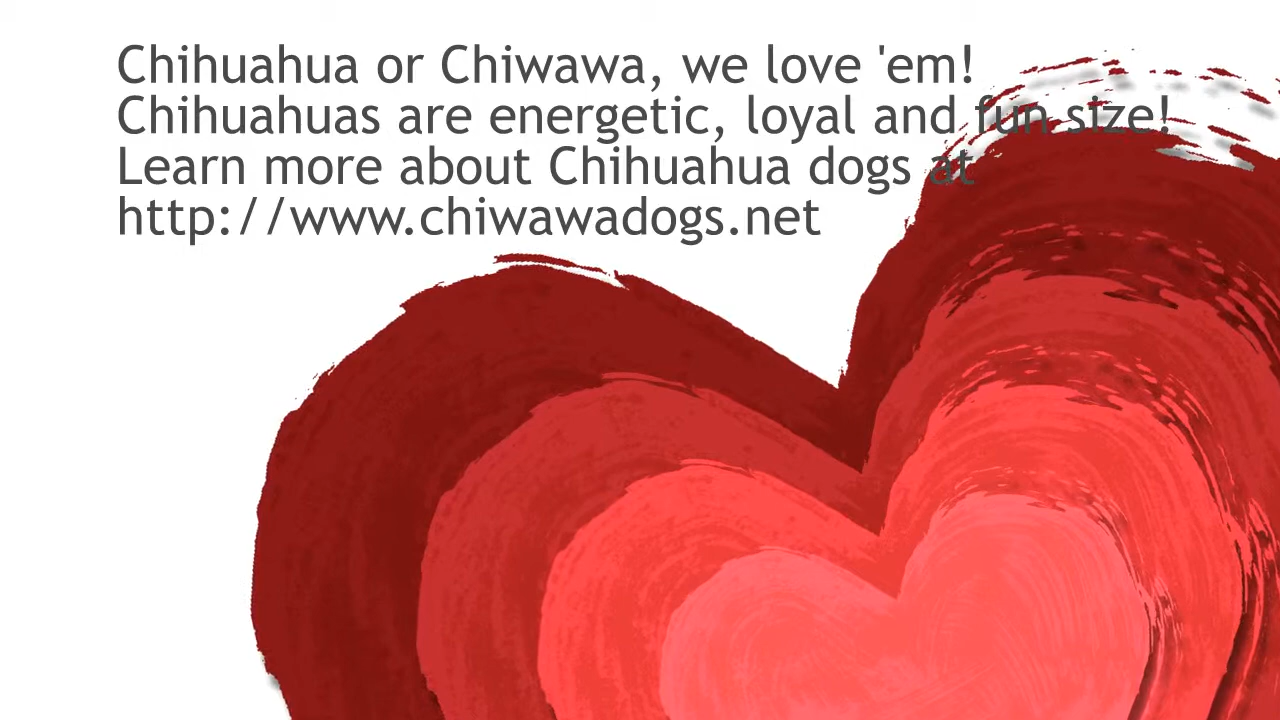 Chihuahua or Chiwawa, we love 'em!
Chihuahuas are energetic, loyal and fun size!
Learn more about Chihuahua dogs at
http://www.chiwawadogs.net